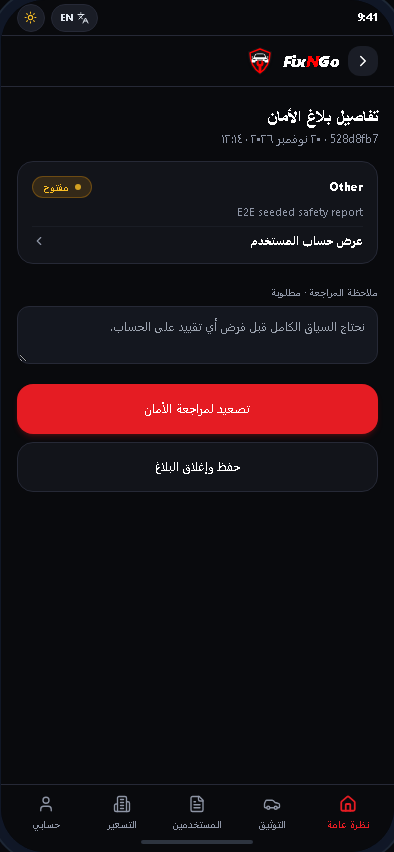 9:41
EN
FixNGo
تفاصيل بلاغ الأمان
528d8fb7 · ٢٠ نوفمبر ٢٠٢٦ · ١٢:١٤
Other
مفتوح
E2E seeded safety report
عرض حساب المستخدم
ملاحظة المراجعة · مطلوبة
نحتاج السياق الكامل قبل فرض أي تقييد على الحساب.
تصعيد لمراجعة الأمان
حفظ وإغلاق البلاغ
نظرة عامة
التوثيق
المستخدمين
التسعير
حسابي